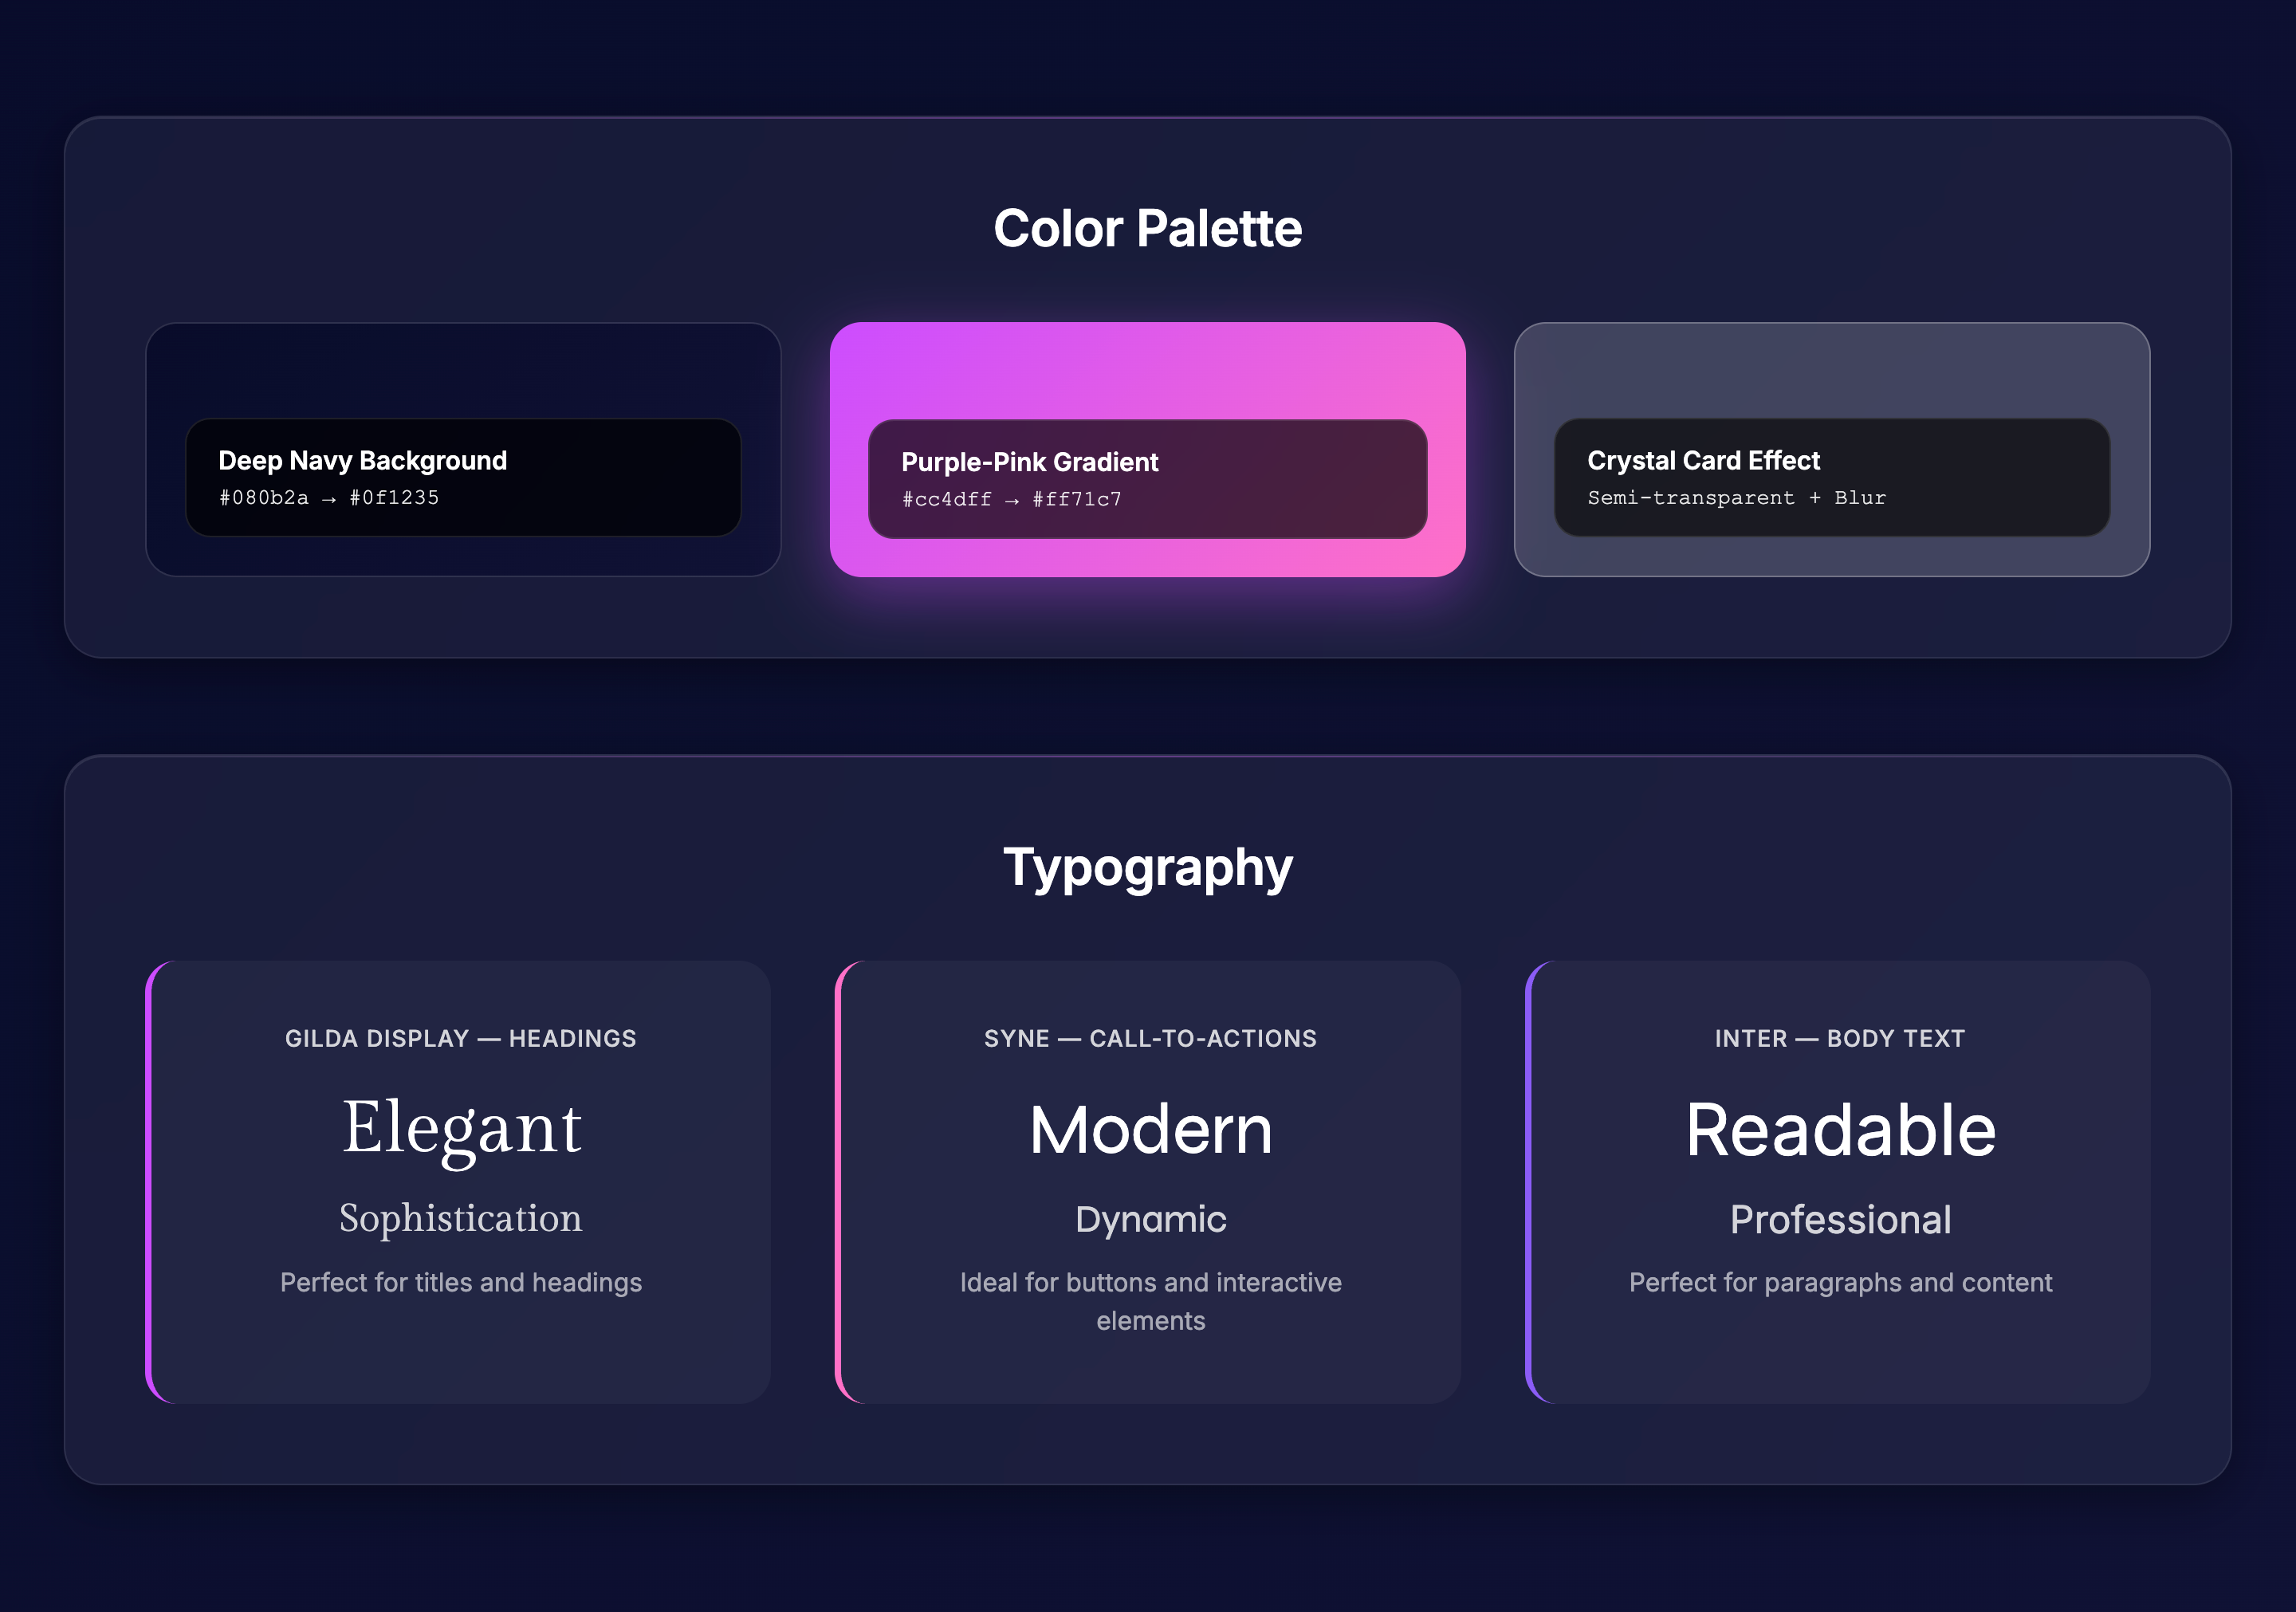 Color Palette
Deep Navy Background
#080b2a → #0f1235
Purple-Pink Gradient
#cc4dff → #ff71c7
Crystal Card Effect
Semi-transparent + Blur
Typography
GILDA DISPLAY — HEADINGS
Elegant
Sophistication
Perfect for titles and headings
SYNE — CALL-TO-ACTIONS
Modern
Dynamic
Ideal for buttons and interactive
elements
INTER — BODY TEXT
Readable
Professional
Perfect for paragraphs and content